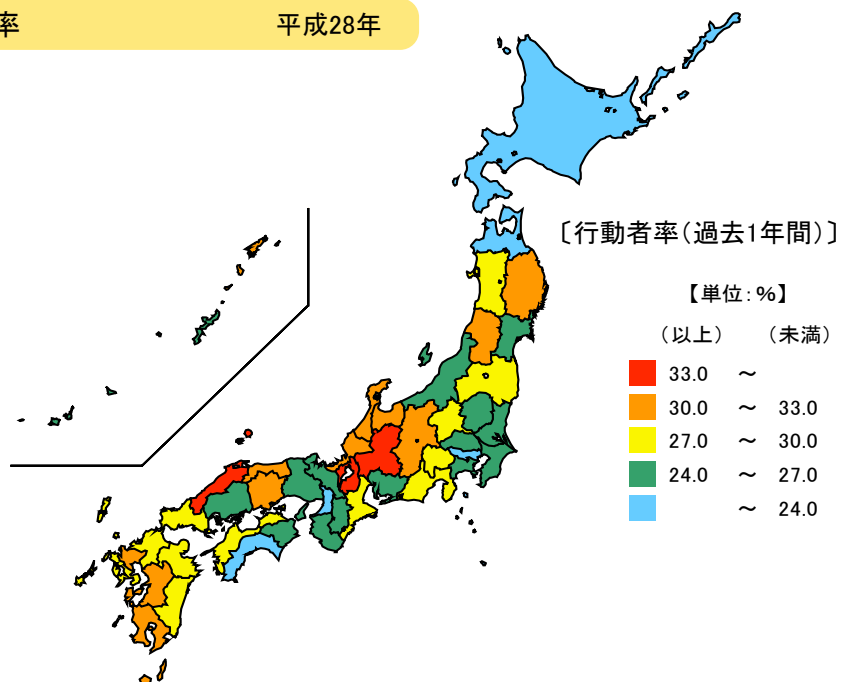 率 平成28年
〔行動者率(過去1年間)〕
【単位:%】
(以上) (未満)
33.0 ～
30.0 ～ 33.0
27.0 ～ 30.0
24.0 ～ 27.0
～ 24.0